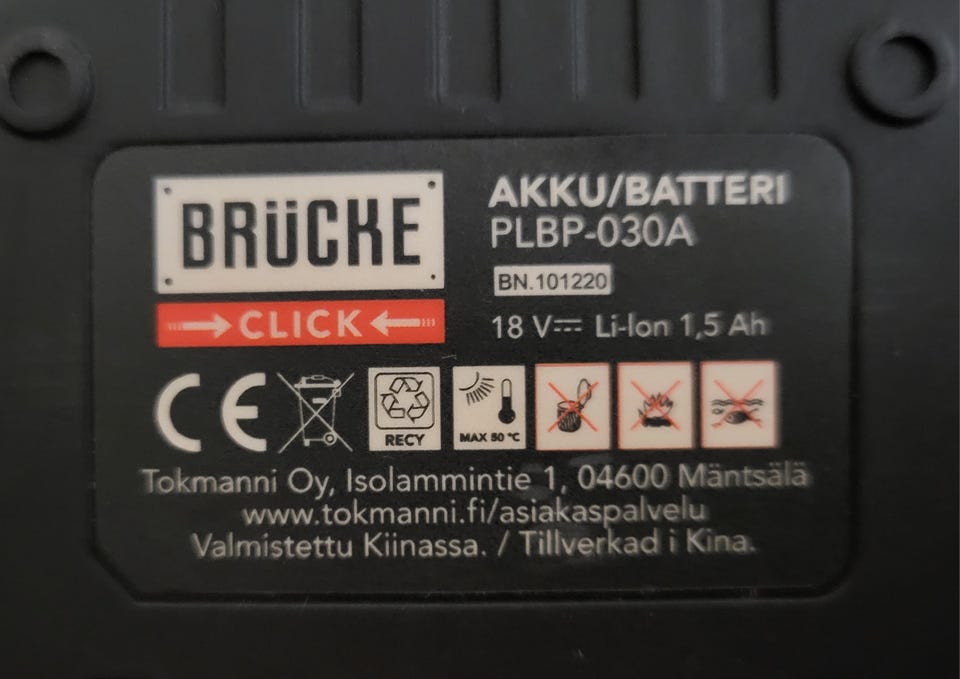 BRÜCKE
CLICK
AKKU/BATTERI
PLBP-030A
BN.101220
18 V⎓ Li-Ion 1,5 Ah
CE
RECY
MAX 50 °C
Tokmanni Oy, Isolammintie 1, 04600 Mäntsälä
www.tokmanni.fi/asiakaspalvelu
Valmistettu Kiinassa. / Tillverkad i Kina.